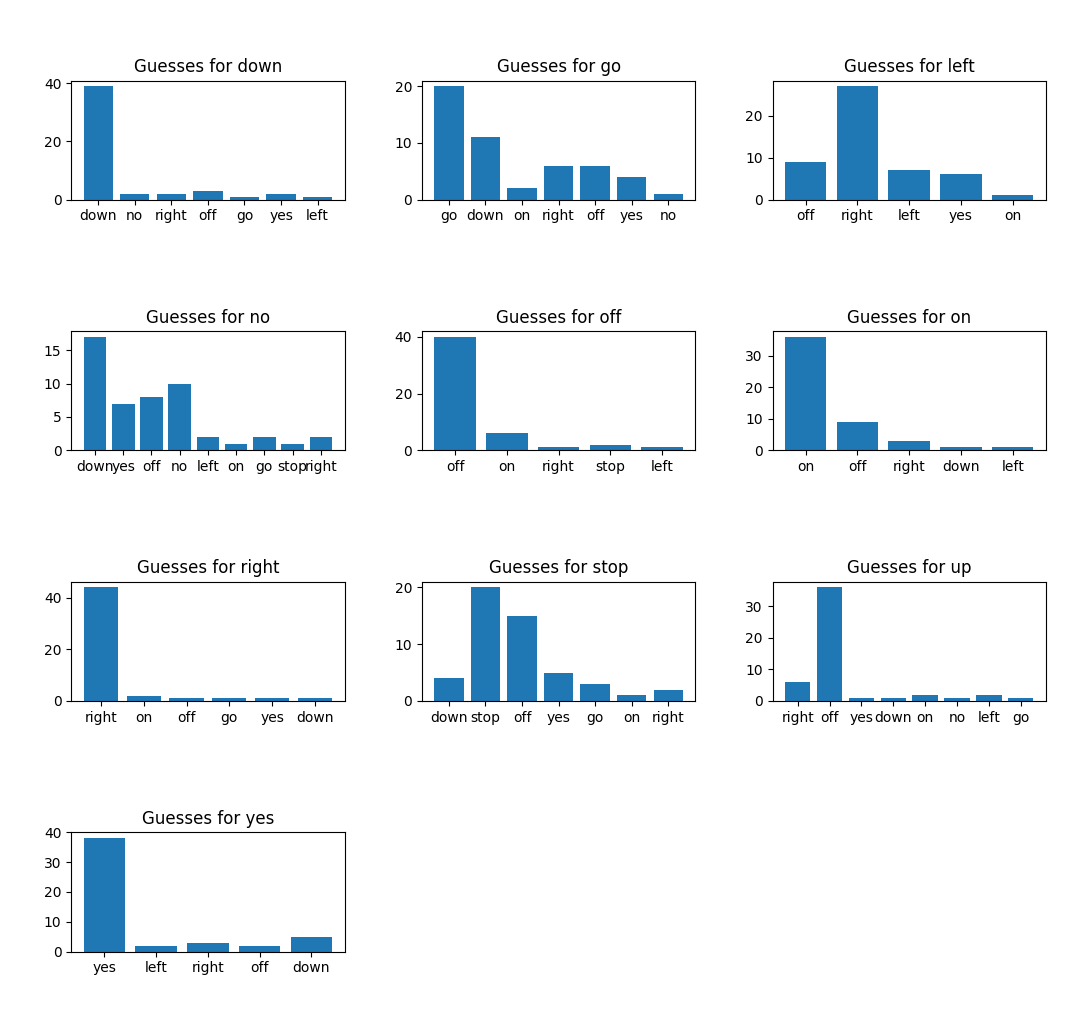 Guesses for down
40
20
0
down no right off go yes left
Guesses for go
20
10
0
go down on right off yes no
Guesses for left
20
10
0
off right left yes on
Guesses for no
15
10
5
0
down yes off no left on go stop right
Guesses for off
40
20
0
off on right stop left
Guesses for on
30
20
10
0
on off right down left
Guesses for right
40
20
0
right on off go yes down
Guesses for stop
20
10
0
down stop off yes go on right
Guesses for up
30
20
10
0
right off yes down on no left go
Guesses for yes
40
30
20
10
0
yes left right off down